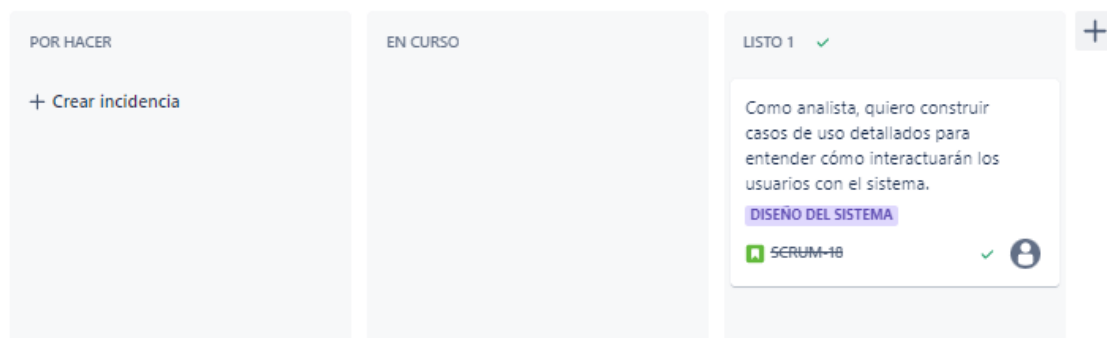 POR HACER
+ Crear incidencia
EN CURSO
LISTO 1
Como analista, quiero construir
casos de uso detallados para
entender cómo interactuarán los
usuarios con el sistema.
DISEÑO DEL SISTEMA
SCRUM-18